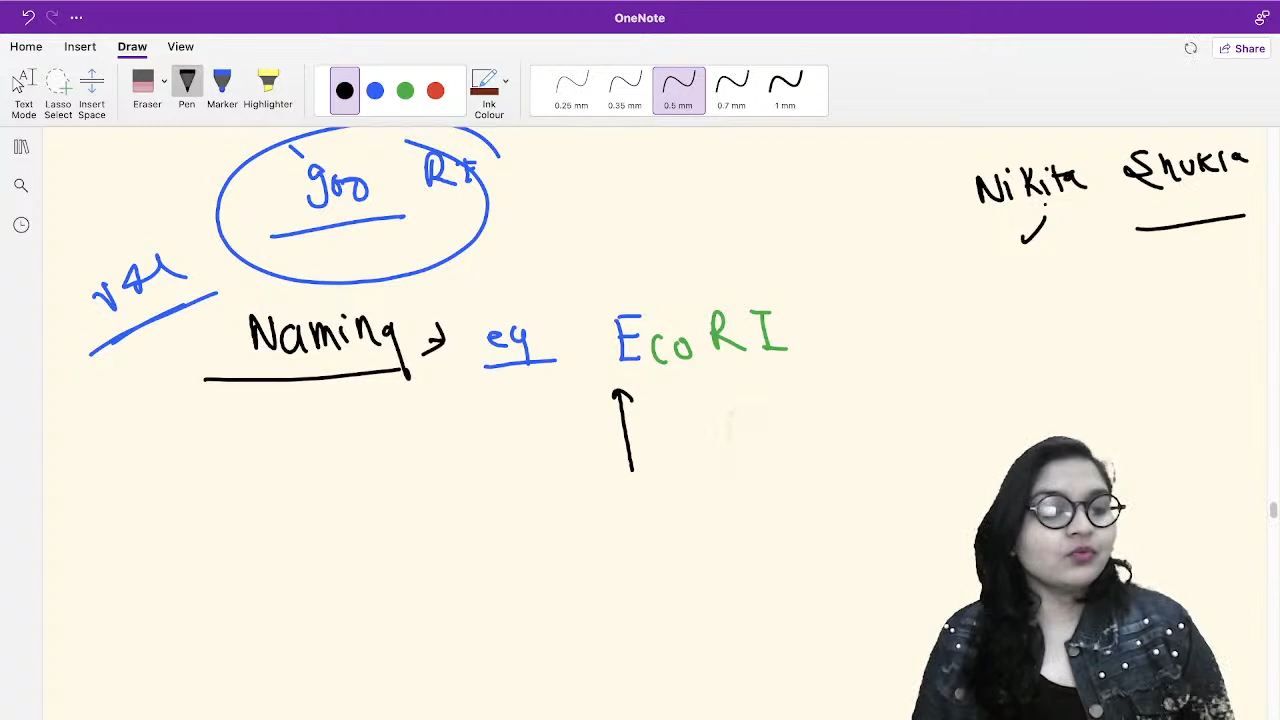 OneNote
Home Insert Draw View
Share
Text Mode
Lasso Select
Insert Space
Eraser
Pen
Marker
Highlighter
Ink Colour
0.25 mm
0.35 mm
0.5 mm
0.7 mm
1 mm
900 R
Nikita Shukla
Naming → eg EcoRI